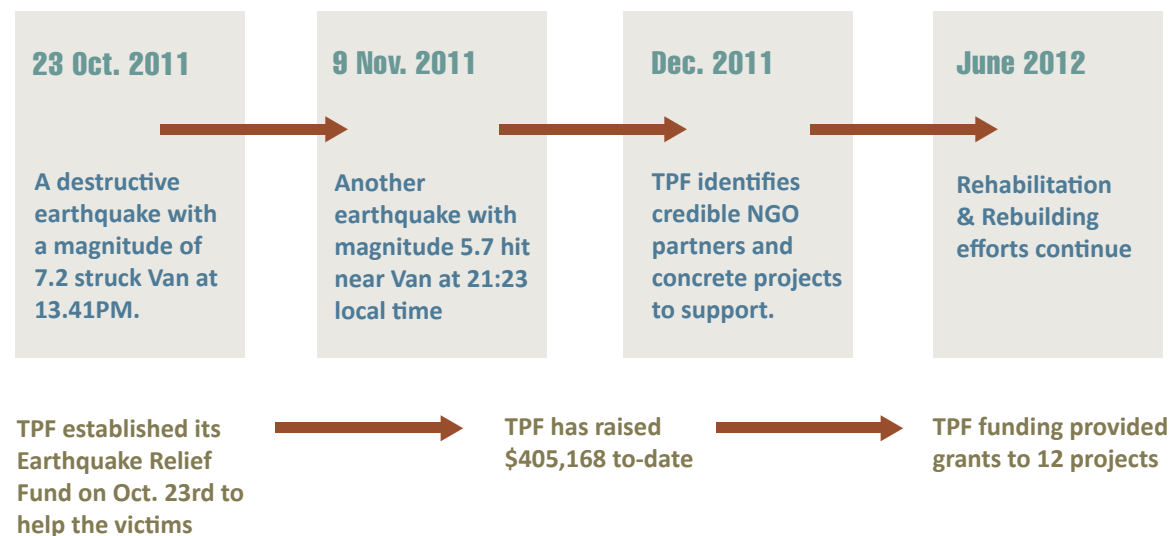 23 Oct. 2011
A destructive
earthquake with
a magnitude of
7.2 struck Van at
13.41PM.
9 Nov. 2011
Another
earthquake with
magnitude 5.7 hit
near Van at 21:23
local time
Dec. 2011
TPF identifies
credible NGO
partners and
concrete projects
to support.
June 2012
Rehabilitation
& Rebuilding
efforts continue
TPF established its
Earthquake Relief
Fund on Oct. 23rd to
help the victims
TPF has raised
$405,168 to-date
TPF funding provided
grants to 12 projects